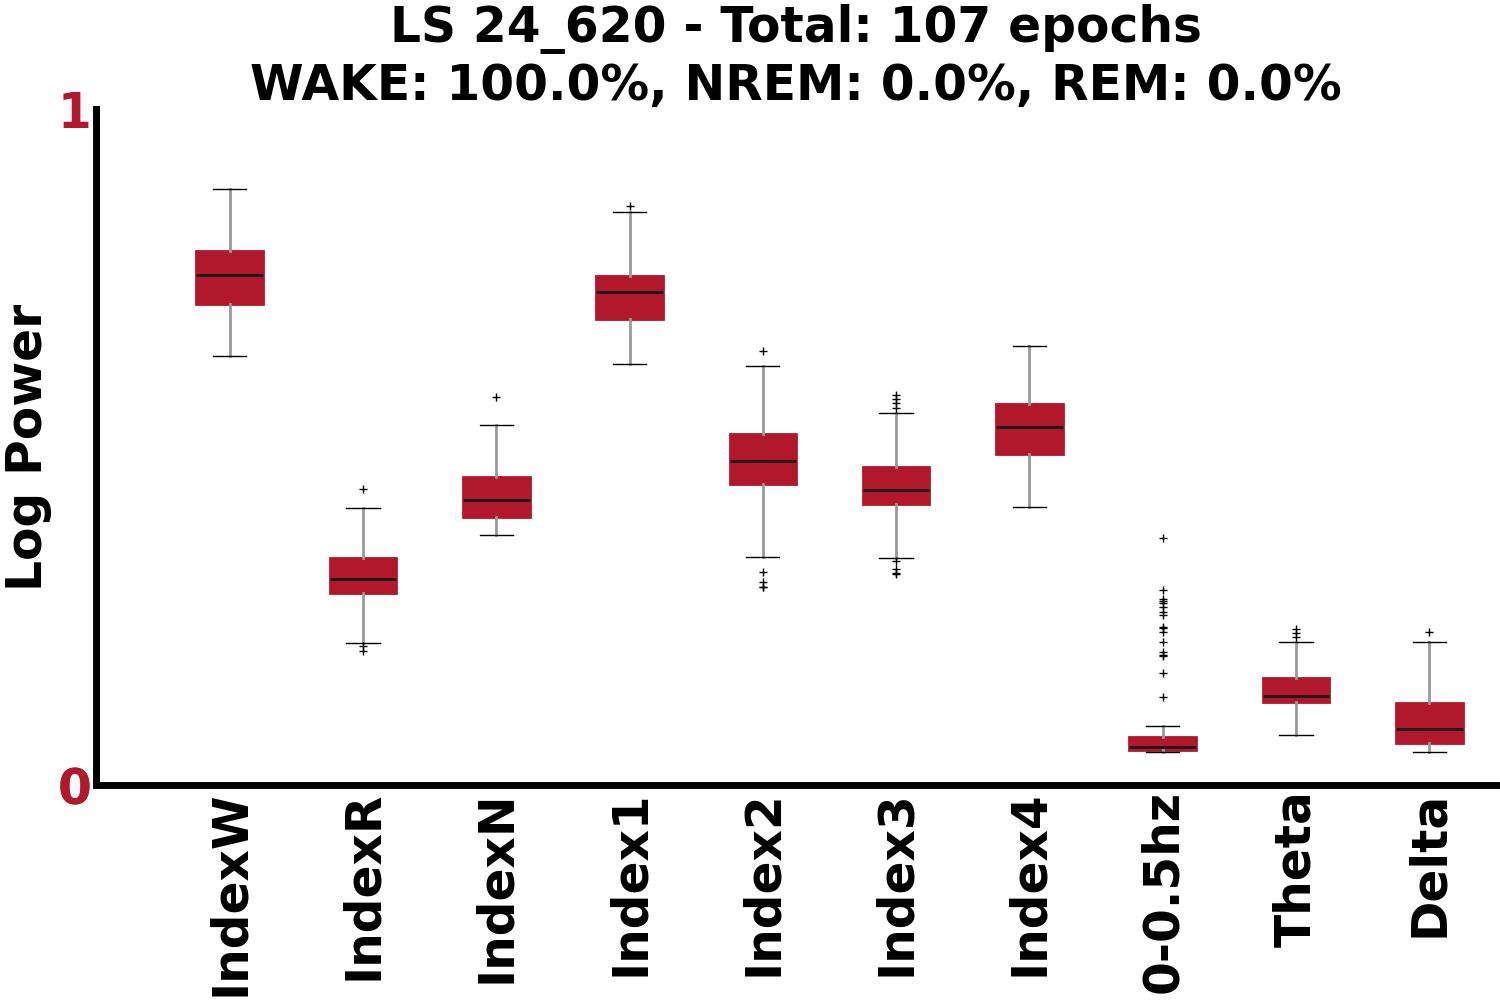 LS 24_620 - Total: 107 epochs
WAKE: 100.0%, NREM: 0.0%, REM: 0.0%
1
Log Power
0
IndexW
IndexR
IndexN
Index1
Index2
Index3
Index4
0-0.5hz
Theta
Delta